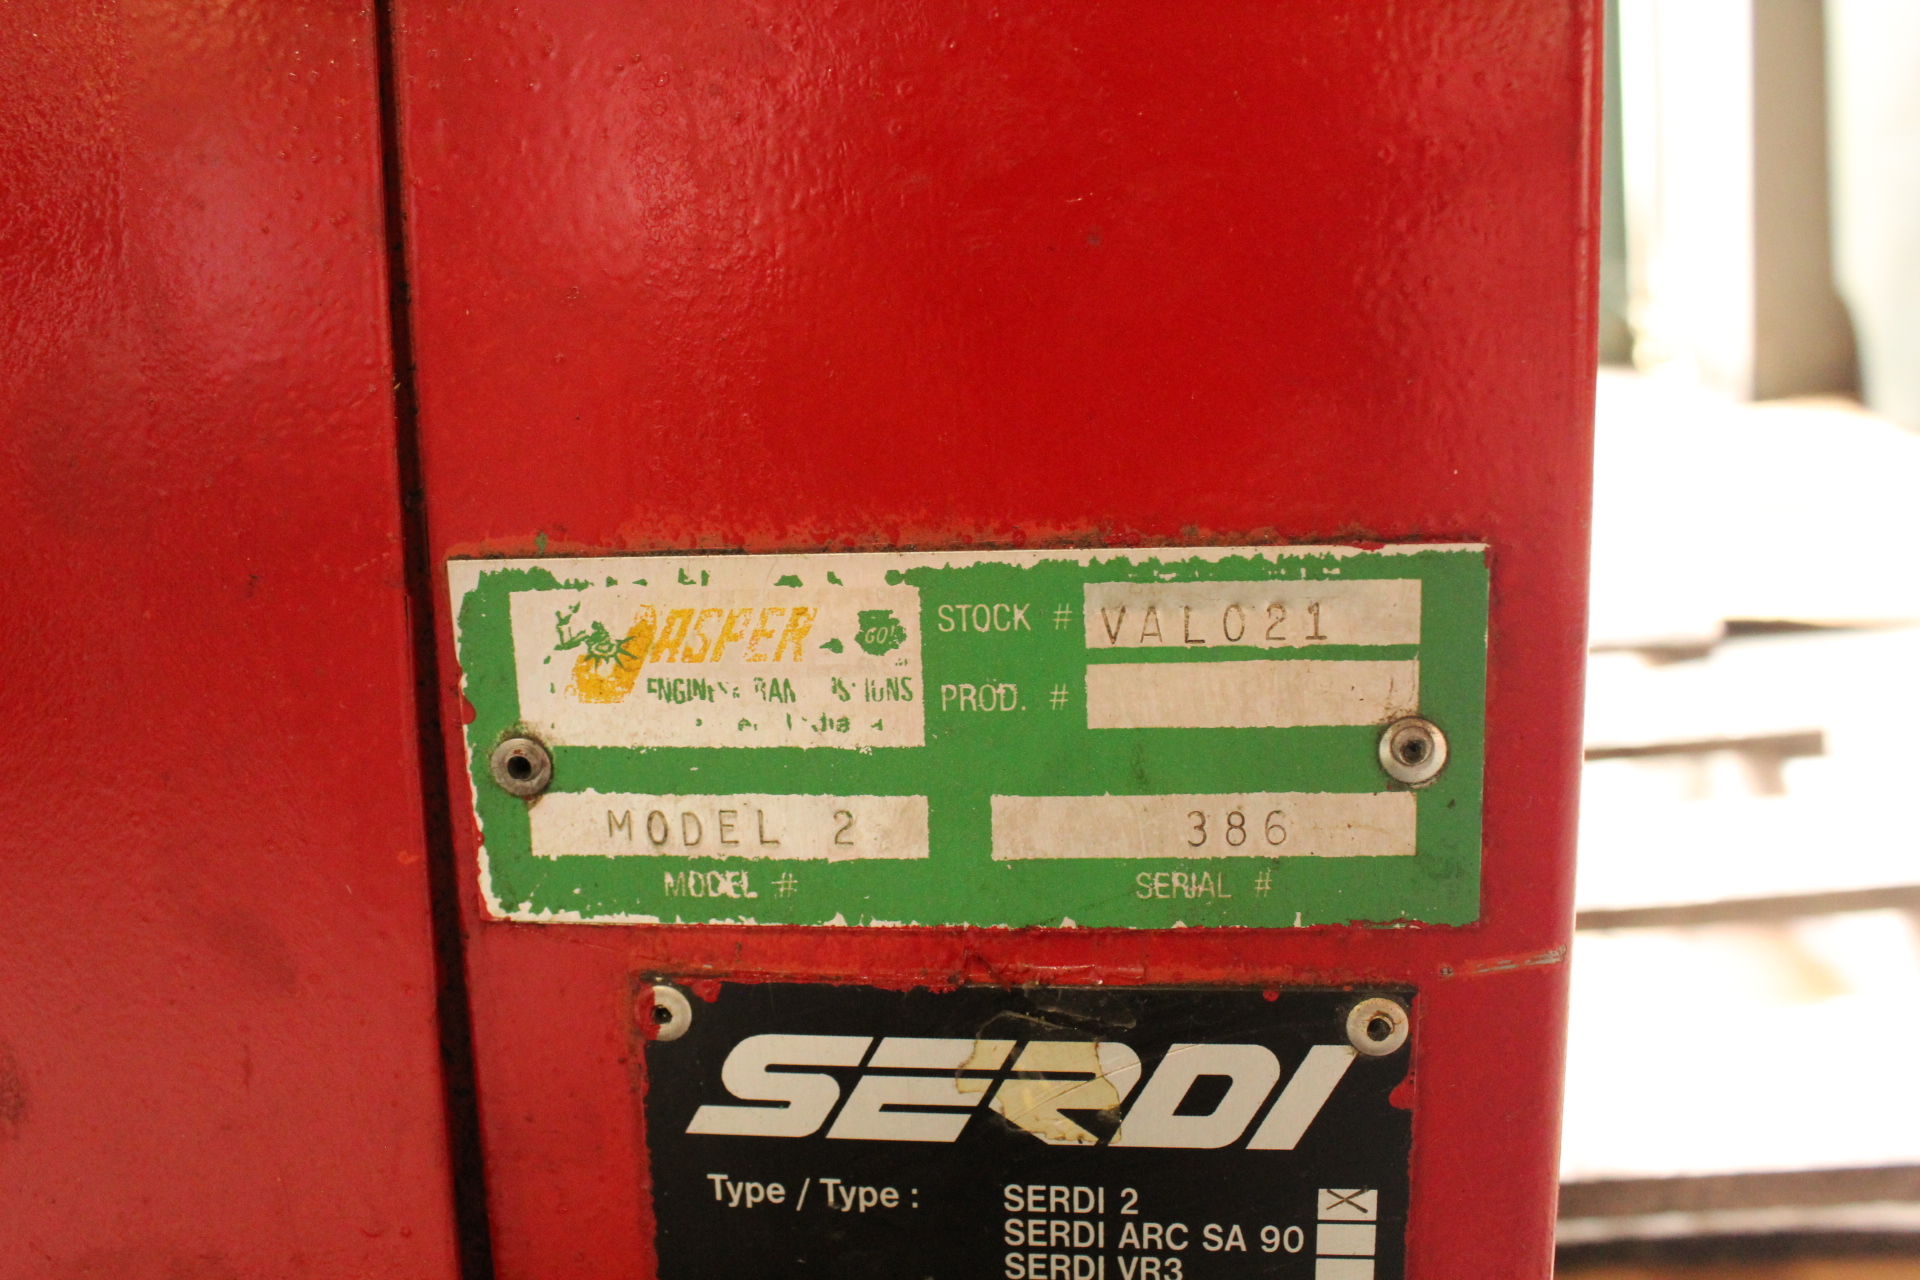 JASPER
GO!
STOCK # VAL021
PROD. #
MODEL 2
386
MODEL #
SERIAL #
SERDI
Type / Type :
SERDI 2
SERDI ARC SA 90
SERDI VR3